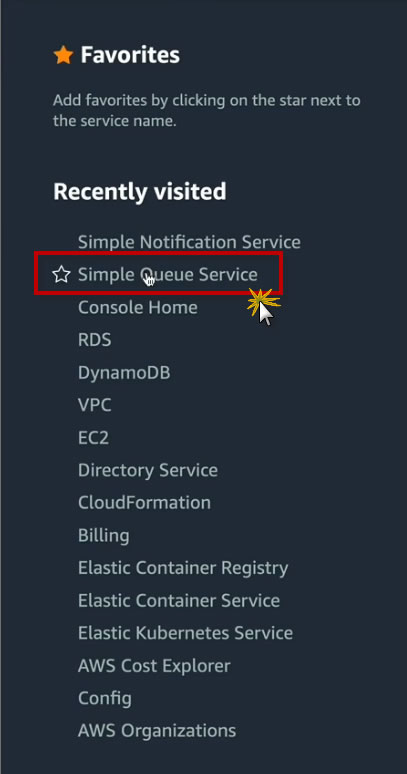 Favorites
Add favorites by clicking on the star next to
the service name.
Recently visited
Simple Notification Service
Simple Queue Service
Console Home
RDS
DynamoDB
VPC
EC2
Directory Service
CloudFormation
Billing
Elastic Container Registry
Elastic Container Service
Elastic Kubernetes Service
AWS Cost Explorer
Config
AWS Organizations